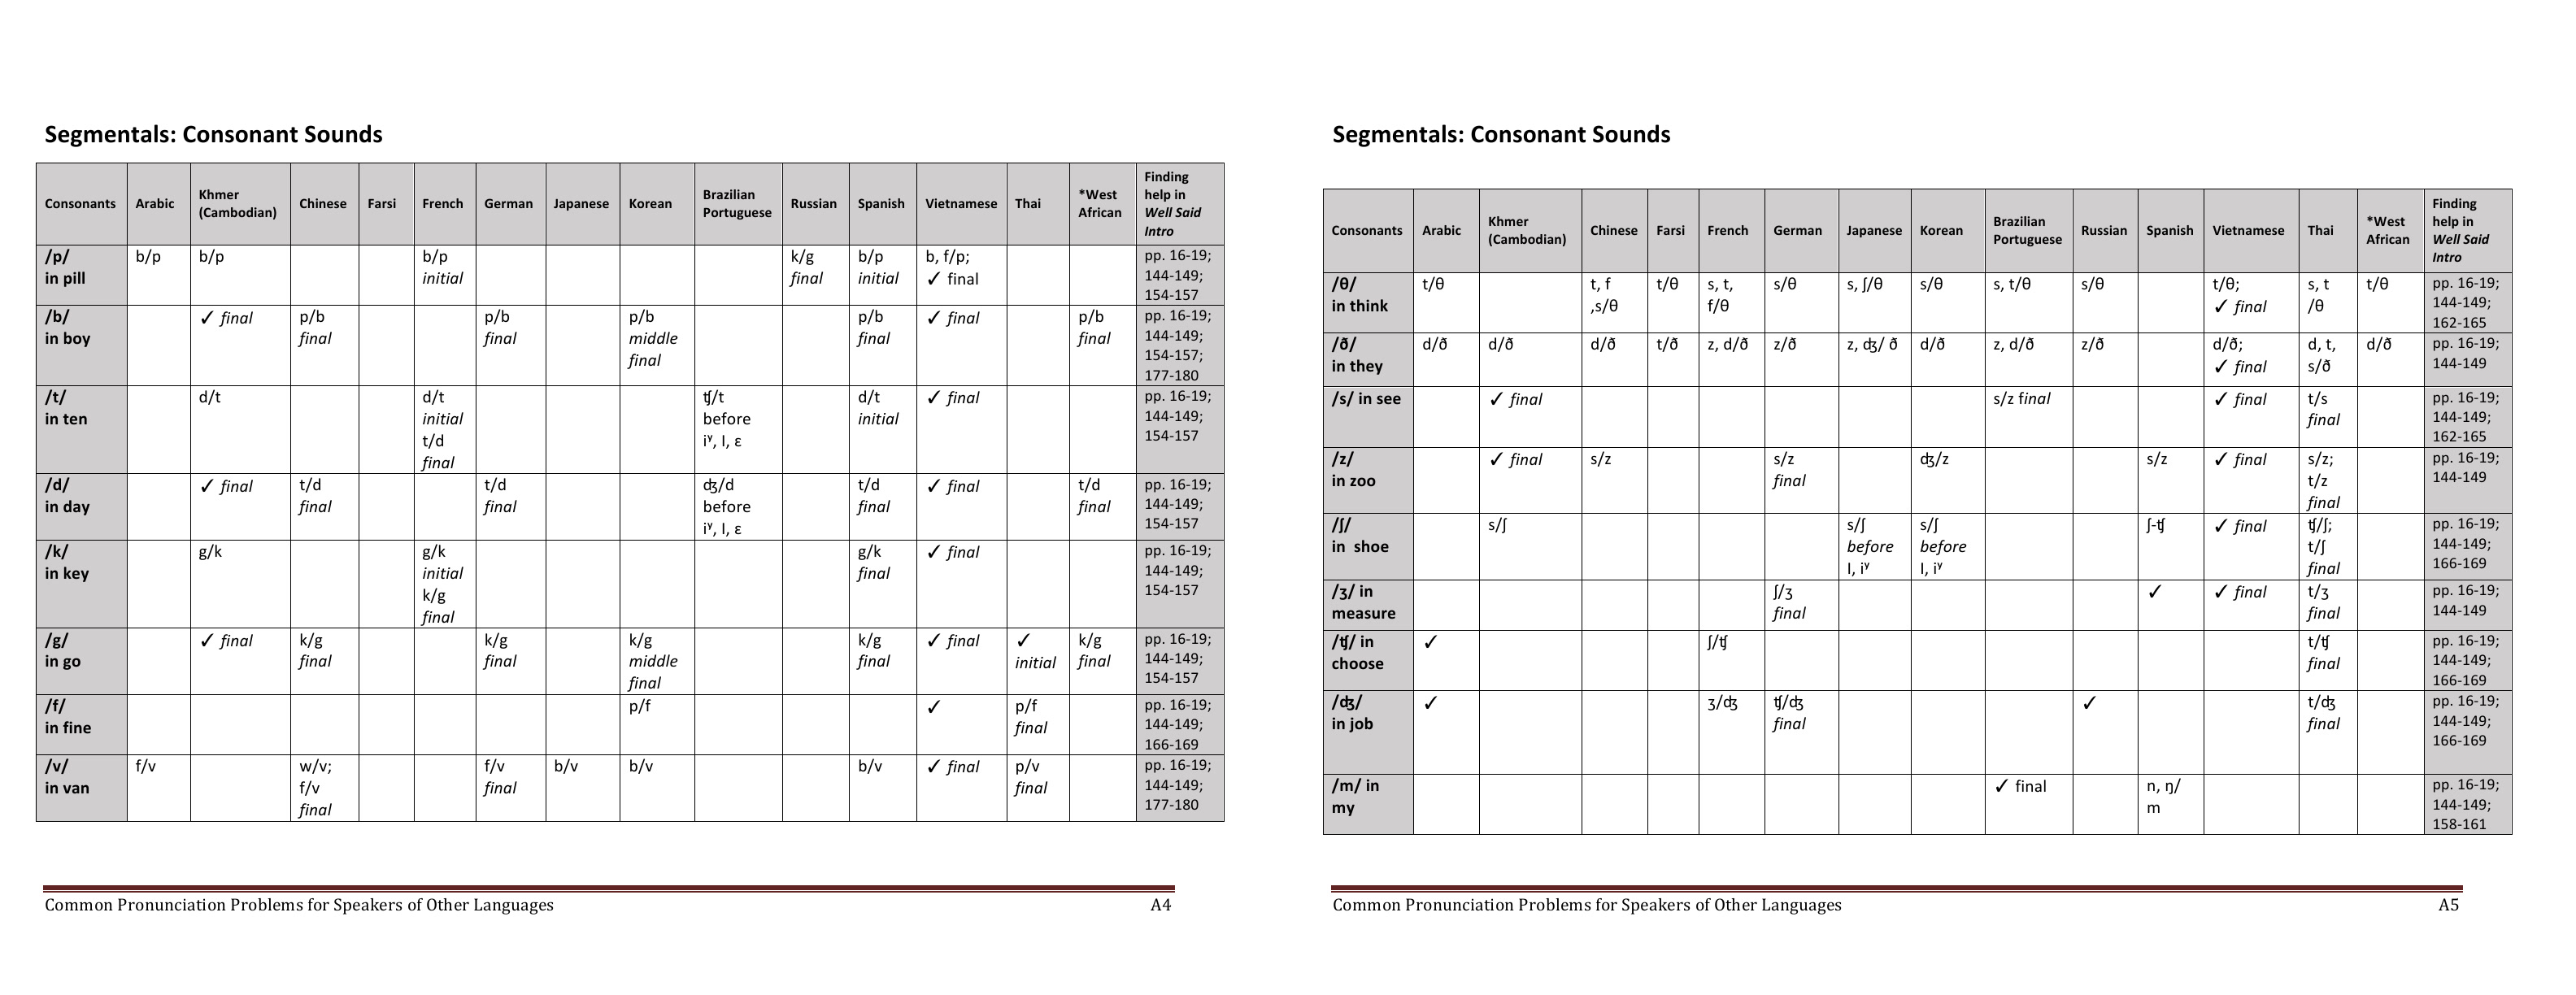 Segmentals: Consonant Sounds
Consonants Arabic Khmer (Cambodian) Chinese Farsi French German Japanese Korean Brazilian Portuguese Russian Spanish Vietnamese Thai *West African Finding help in Well Said Intro
/p/ in pill b/p b/p b/p initial k/g final b/p initial b, f/p; ✓ final pp. 16-19; 144-149; 154-157
/b/ in boy ✓ final p/b final p/b final p/b middle final p/b final ✓ final p/b final pp. 16-19; 144-149; 154-157; 177-180
/t/ in ten d/t d/t initial t/d final ʧ/t before iʸ, I, ɛ d/t initial ✓ final pp. 16-19; 144-149; 154-157
/d/ in day ✓ final t/d final t/d final ʤ/d before iʸ, I, ɛ t/d final ✓ final t/d final pp. 16-19; 144-149; 154-157
/k/ in key g/k g/k initial k/g final g/k final ✓ final pp. 16-19; 144-149; 154-157
/g/ in go ✓ final k/g final k/g final k/g middle final k/g final ✓ final ✓ initial k/g final pp. 16-19; 144-149; 154-157
/f/ in fine p/f ✓ p/f final pp. 16-19; 144-149; 166-169
/v/ in van f/v w/v; f/v final f/v final b/v b/v b/v ✓ final p/v final pp. 16-19; 144-149; 177-180
Common Pronunciation Problems for Speakers of Other Languages A4
Segmentals: Consonant Sounds
Consonants Arabic Khmer (Cambodian) Chinese Farsi French German Japanese Korean Brazilian Portuguese Russian Spanish Vietnamese Thai *West African Finding help in Well Said Intro
/θ/ in think t/θ t, f ,s/θ t/θ s, t, f/θ s/θ s, ʃ/θ s/θ s, t/θ s/θ t/θ; ✓ final s, t /θ t/θ pp. 16-19; 144-149; 162-165
/ð/ in they d/ð d/ð d/ð t/ð z, d/ð z/ð z, ʤ/ ð d/ð z, d/ð z/ð d/ð; ✓ final d, t, s/ð d/ð pp. 16-19; 144-149
/s/ in see ✓ final s/z final ✓ final t/s final pp. 16-19; 144-149; 162-165
/z/ in zoo ✓ final s/z s/z final ʤ/z s/z ✓ final s/z; t/z final pp. 16-19; 144-149
/ʃ/ in shoe s/ʃ s/ʃ before I, iʸ s/ʃ before I, iʸ ʃ-ʧ ✓ final ʧ/ʃ; t/ʃ final pp. 16-19; 144-149; 166-169
/ʒ/ in measure ʃ/ʒ final ✓ ✓ final t/ʒ final pp. 16-19; 144-149
/ʧ/ in choose ✓ ʃ/ʧ t/ʧ final pp. 16-19; 144-149; 166-169
/ʤ/ in job ✓ ʒ/ʤ ʧ/ʤ final ✓ t/ʤ final pp. 16-19; 144-149; 166-169
/m/ in my ✓ final n, ŋ/ m pp. 16-19; 144-149; 158-161
Common Pronunciation Problems for Speakers of Other Languages A5